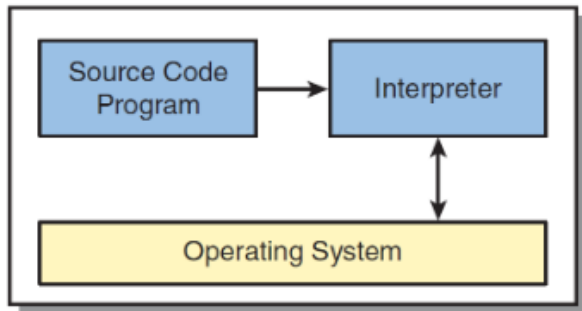 Source Code
Program
Interpreter
Operating System